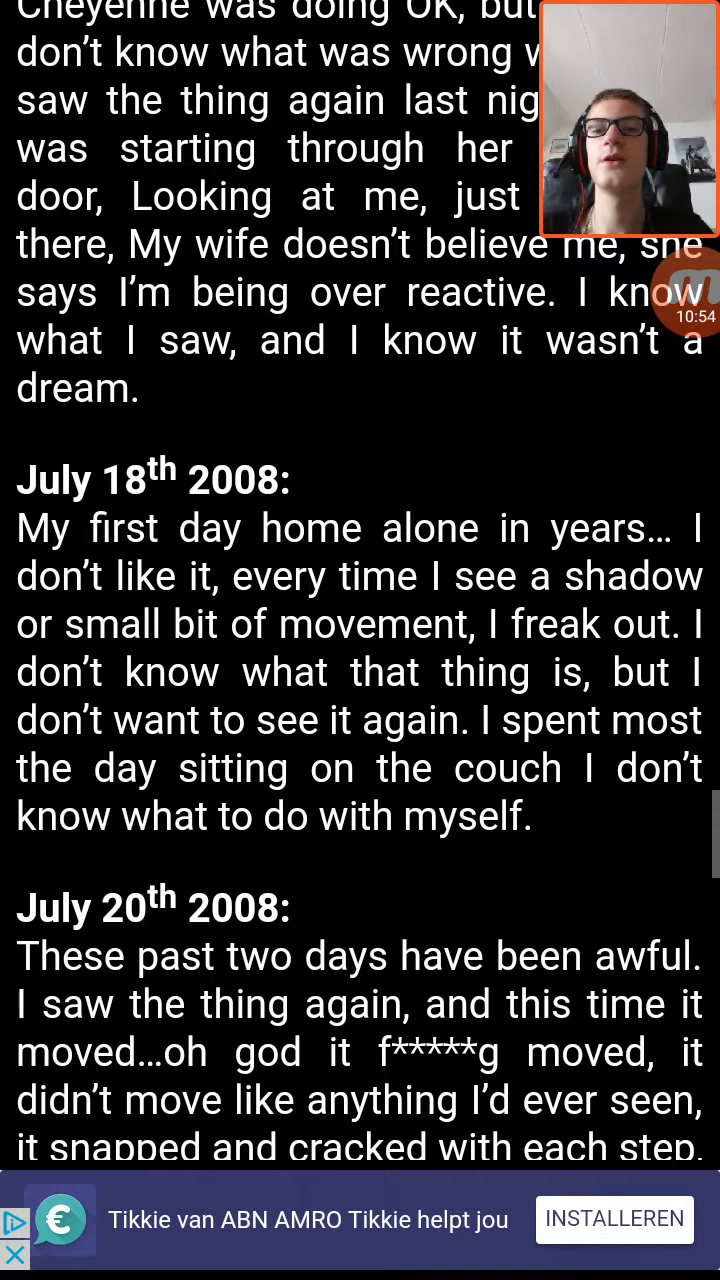 Cheyenne was doing OK, but
don't know what was wrong
saw the thing again last
was starting through her
door, Looking at me, just
there, My wife doesn't believe me, she
says I'm being over reactive. I know
what I saw, and I know it wasn't a
dream.
July 18th 2008:
My first day home alone in years... I
don't like it, every time I see a shadow
or small bit of movement, I freak out. I
don't know what that thing is, but I
don't want to see it again. I spent most
the day sitting on the couch I don't
know what to do with myself.
July 20th 2008:
These past two days have been awful.
I saw the thing again, and this time it
moved...oh god it f*****g moved, it
didn't move like anything I'd ever seen,
it snapped and cracked with each step,
10:54
Tikkie van ABN AMRO Tikkie helpt jou
INSTALLEREN